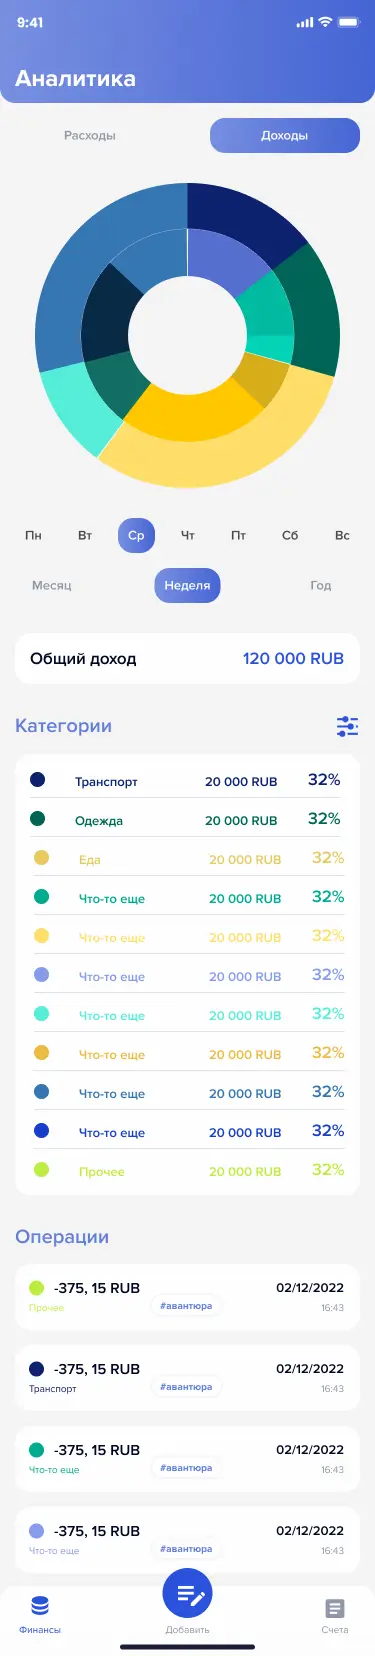 9:41
Аналитика
Расходы Доходы
Пн Вт Ср Чт Пт Сб Вс
Месяц Неделя Год
Общий доход 120 000 RUB
Категории
Транспорт 20 000 RUB 32%
Одежда 20 000 RUB 32%
Еда 20 000 RUB 32%
Что-то еще 20 000 RUB 32%
Что-то еще 20 000 RUB 32%
Что-то еще 20 000 RUB 32%
Что-то еще 20 000 RUB 32%
Что-то еще 20 000 RUB 32%
Что-то еще 20 000 RUB 32%
Что-то еще 20 000 RUB 32%
Прочее 20 000 RUB 32%
Операции
-375, 15 RUB 02/12/2022
Прочее #авантюра 16:43
-375, 15 RUB 02/12/2022
Транспорт #авантюра 16:43
-375, 15 RUB 02/12/2022
Что-то еще #авантюра 16:43
-375, 15 RUB 02/12/2022
Что-то еще #авантюра 16:43
Финансы Добавить Счета